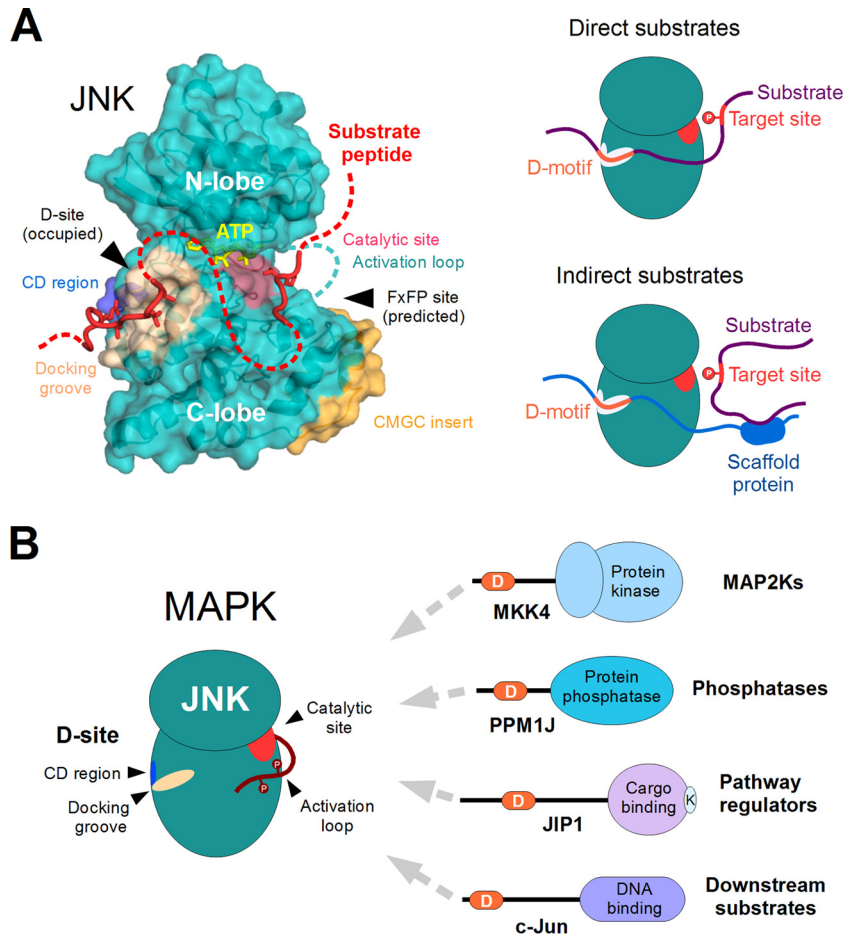 A
JNK
N-lobe
Substrate
peptide
D-site
(occupied)
ATP
CD region
Catalytic site
Activation loop
FxFP site
(predicted)
Docking
groove
C-lobe
CMGC insert
Direct substrates
Substrate
P
Target site
D-motif
Indirect substrates
Substrate
P
Target site
D-motif
Scaffold
protein
B
MAPK
JNK
D-site
CD region
Docking
groove
Catalytic
site
P
P
Activation
loop
D
Protein
kinase
MKK4
MAP2Ks
D
Protein
phosphatase
PPM1J
Phosphatases
D
Cargo
binding
K
JIP1
Pathway
regulators
D
DNA
binding
c-Jun
Downstream
substrates